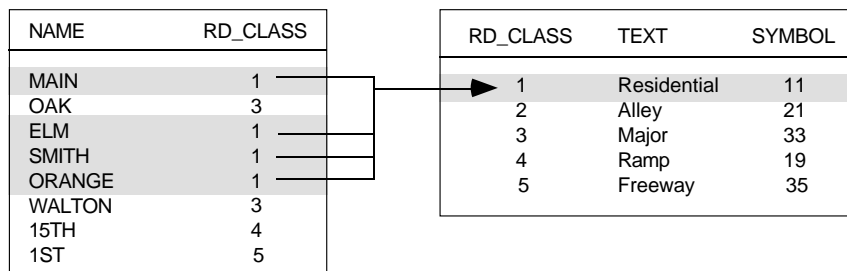 NAME RD_CLASS
MAIN 1
OAK 3
ELM 1
SMITH 1
ORANGE 1
WALTON 3
15TH 4
1ST 5
RD_CLASS TEXT SYMBOL
1 Residential 11
2 Alley 21
3 Major 33
4 Ramp 19
5 Freeway 35